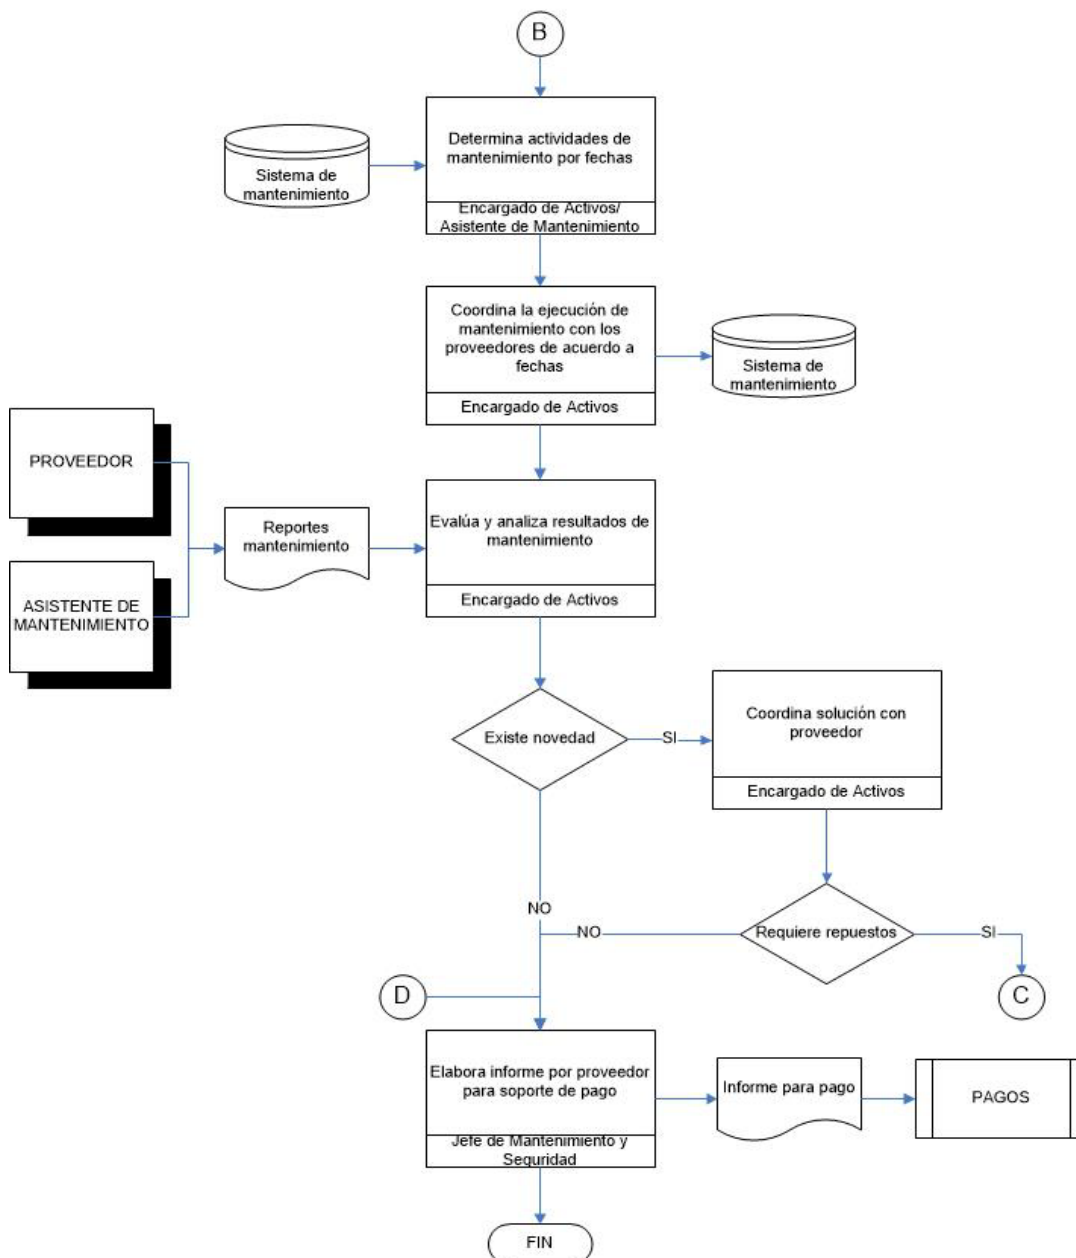 B
Determina actividades de
mantenimiento por fechas
Sistema de
mantenimiento
Encargado de Activos/
Asistente de Mantenimiento
Coordina la ejecución de
mantenimiento con los
proveedores de acuerdo a
fechas
Sistema de
mantenimiento
Encargado de Activos
PROVEEDOR
Reportes
mantenimiento
Evalúa y analiza resultados de
mantenimiento
Encargado de Activos
ASISTENTE DE
MANTENIMIENTO
Existe novedad
SI
Coordina solución con
proveedor
Encargado de Activos
NO
NO
Requiere repuestos
SI
D
C
Elabora informe por proveedor
para soporte de pago
Informe para pago
PAGOS
Jefe de Mantenimiento y
Seguridad
FIN